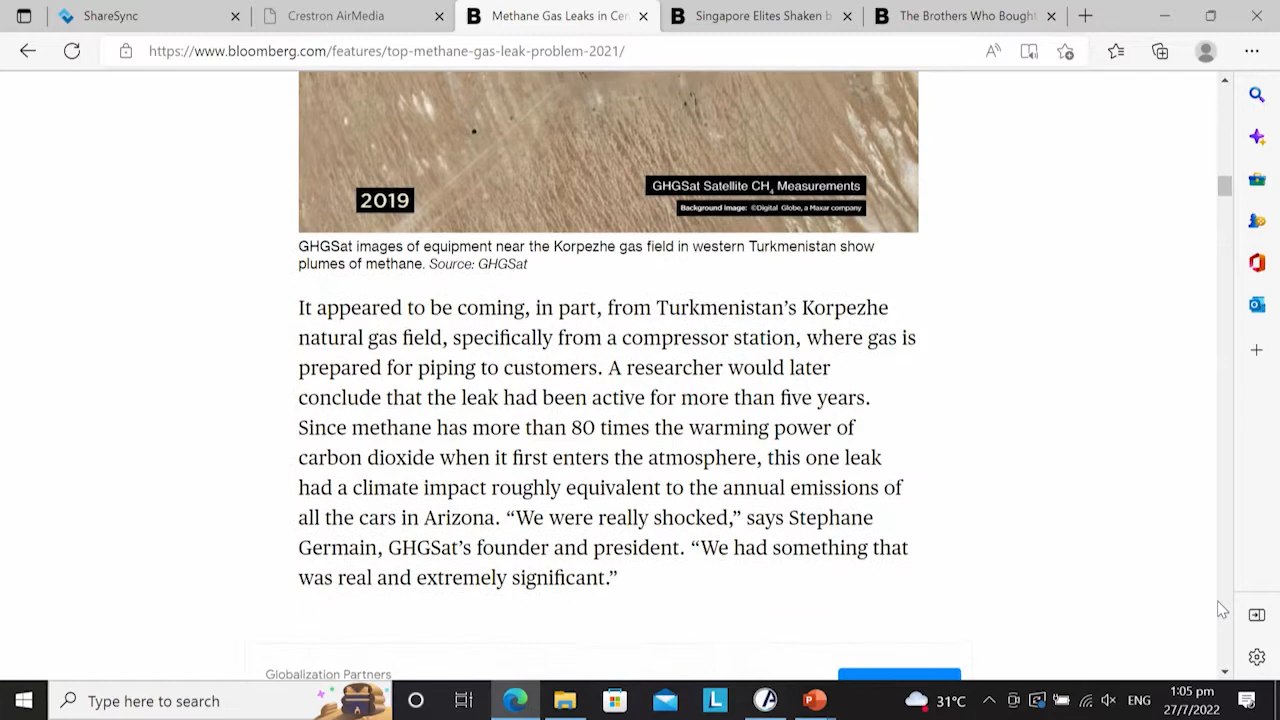 ShareSync
Crestron AirMedia
Methane Gas Leaks in Cen
Singapore Elites Shaken b
The Brothers Who Bought
https://www.bloomberg.com/features/top-methane-gas-leak-problem-2021/
2019
GHGSat Satellite CH4 Measurements
Background image: ©Digital Globe, a Maxar company
GHGSat images of equipment near the Korpezhe gas field in western Turkmenistan show
plumes of methane. Source: GHGSat
It appeared to be coming, in part, from Turkmenistan’s Korpezhe
natural gas field, specifically from a compressor station, where gas is
prepared for piping to customers. A researcher would later
conclude that the leak had been active for more than five years.
Since methane has more than 80 times the warming power of
carbon dioxide when it first enters the atmosphere, this one leak
had a climate impact roughly equivalent to the annual emissions of
all the cars in Arizona. “We were really shocked,” says Stephane
Germain, GHGSat’s founder and president. “We had something that
was real and extremely significant.”
Globalization Partners
Type here to search
31°C
ENG
1:05 pm
27/7/2022